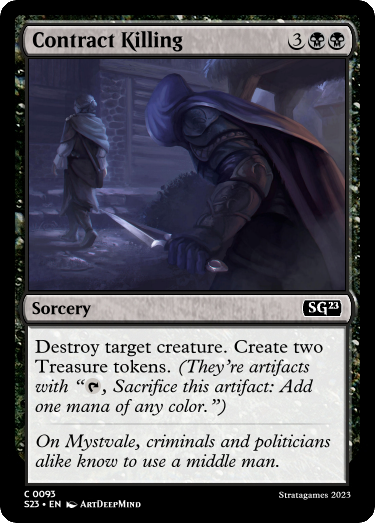 Contract Killing 3
Sorcery SG23
Destroy target creature. Create two
Treasure tokens. (They're artifacts
with “, Sacrifice this artifact: Add
one mana of any color.”)
On Mystvale, criminals and politicians
alike know to use a middle man.
C 0093 Stratagames 2023
S23 • EN ArtDeepMind